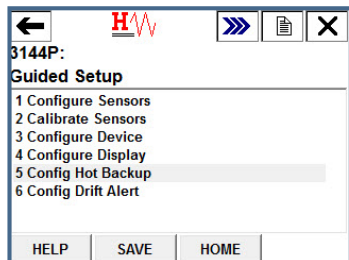 H
3144P:
Guided Setup
1 Configure Sensors
2 Calibrate Sensors
3 Configure Device
4 Configure Display
5 Config Hot Backup
6 Config Drift Alert
HELP SAVE HOME